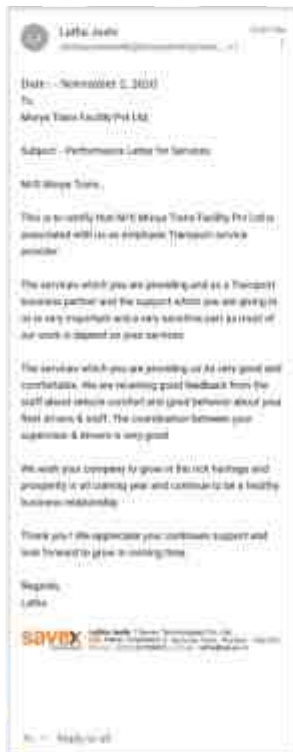 Latha Joshi
Date :- November 2, 2020
To
Morya Trans Facility Pvt Ltd.
Subject :- Performance Letter for Services
M/S Morya Trans.,
This is to certify that M/S Morya Trans Facility Pvt Ltd is
associated with us as employee Transport service
provider.
The services which you are providing and as a Transport
business partner and the support which you are giving to
us is very important and a very sensitive part as most of
our work is depend on your services
The services which you are providing us its very good and
comfortable. We are receiving good feedback from the
staff about vehicle comfort and good behavior about your
fleet drivers & staff. The coordination between your
supervisor & drivers is very good
We wish your company to grow in the rich heritage and
prosperity in all coming year and continue to be a healthy
business relationship
Thank you ! We appreciate your continues support and
look forward to grow in coming time.
Regards,
Latha
savex
Reply to all